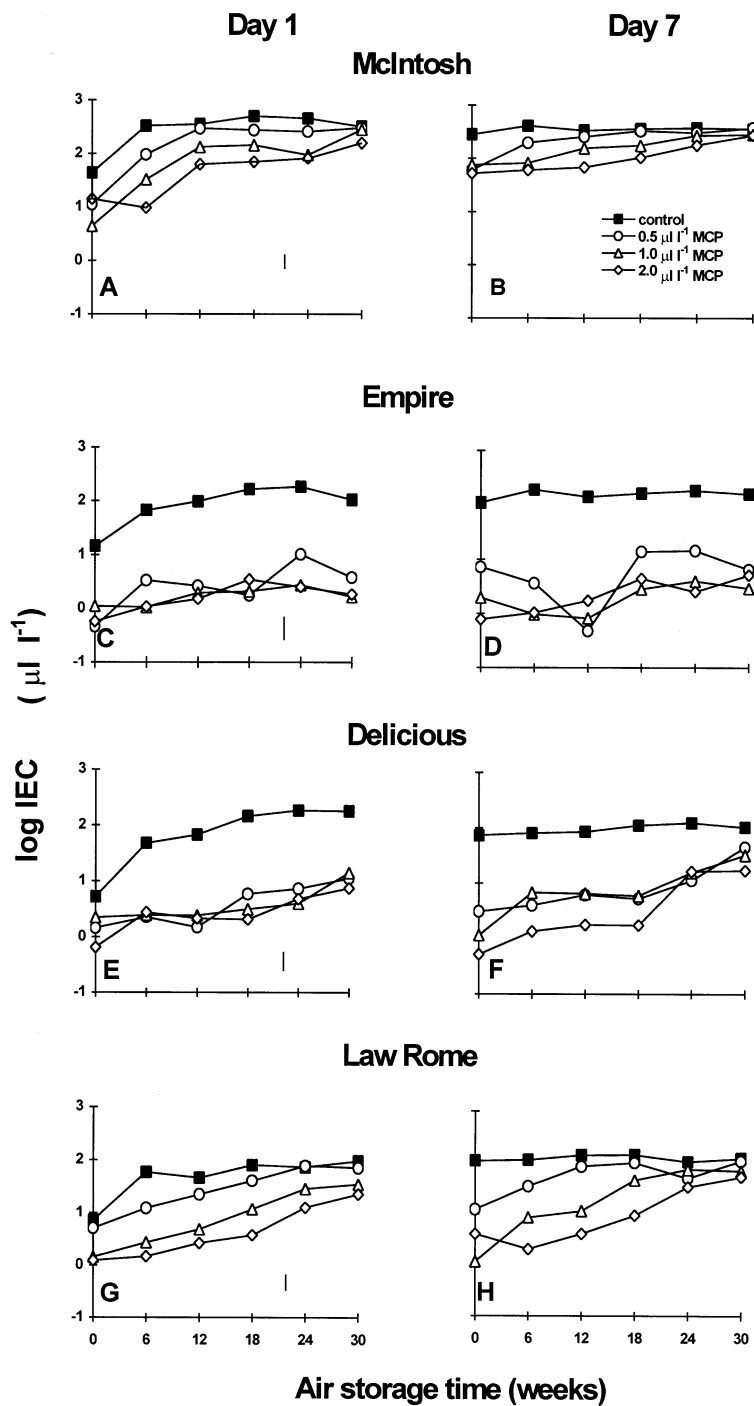 Day 1 Day 7
McIntosh
3
2
1
0
-1
A
B
control
0.5 µl l⁻¹ MCP
1.0 µl l⁻¹ MCP
2.0 µl l⁻¹ MCP
Empire
3
2
1
0
-1
C
D
log IEC ( µl l⁻¹)
Delicious
3
2
1
0
-1
E
F
Law Rome
3
2
1
0
-1
G
H
0 6 12 18 24 30
0 6 12 18 24 30
Air storage time (weeks)